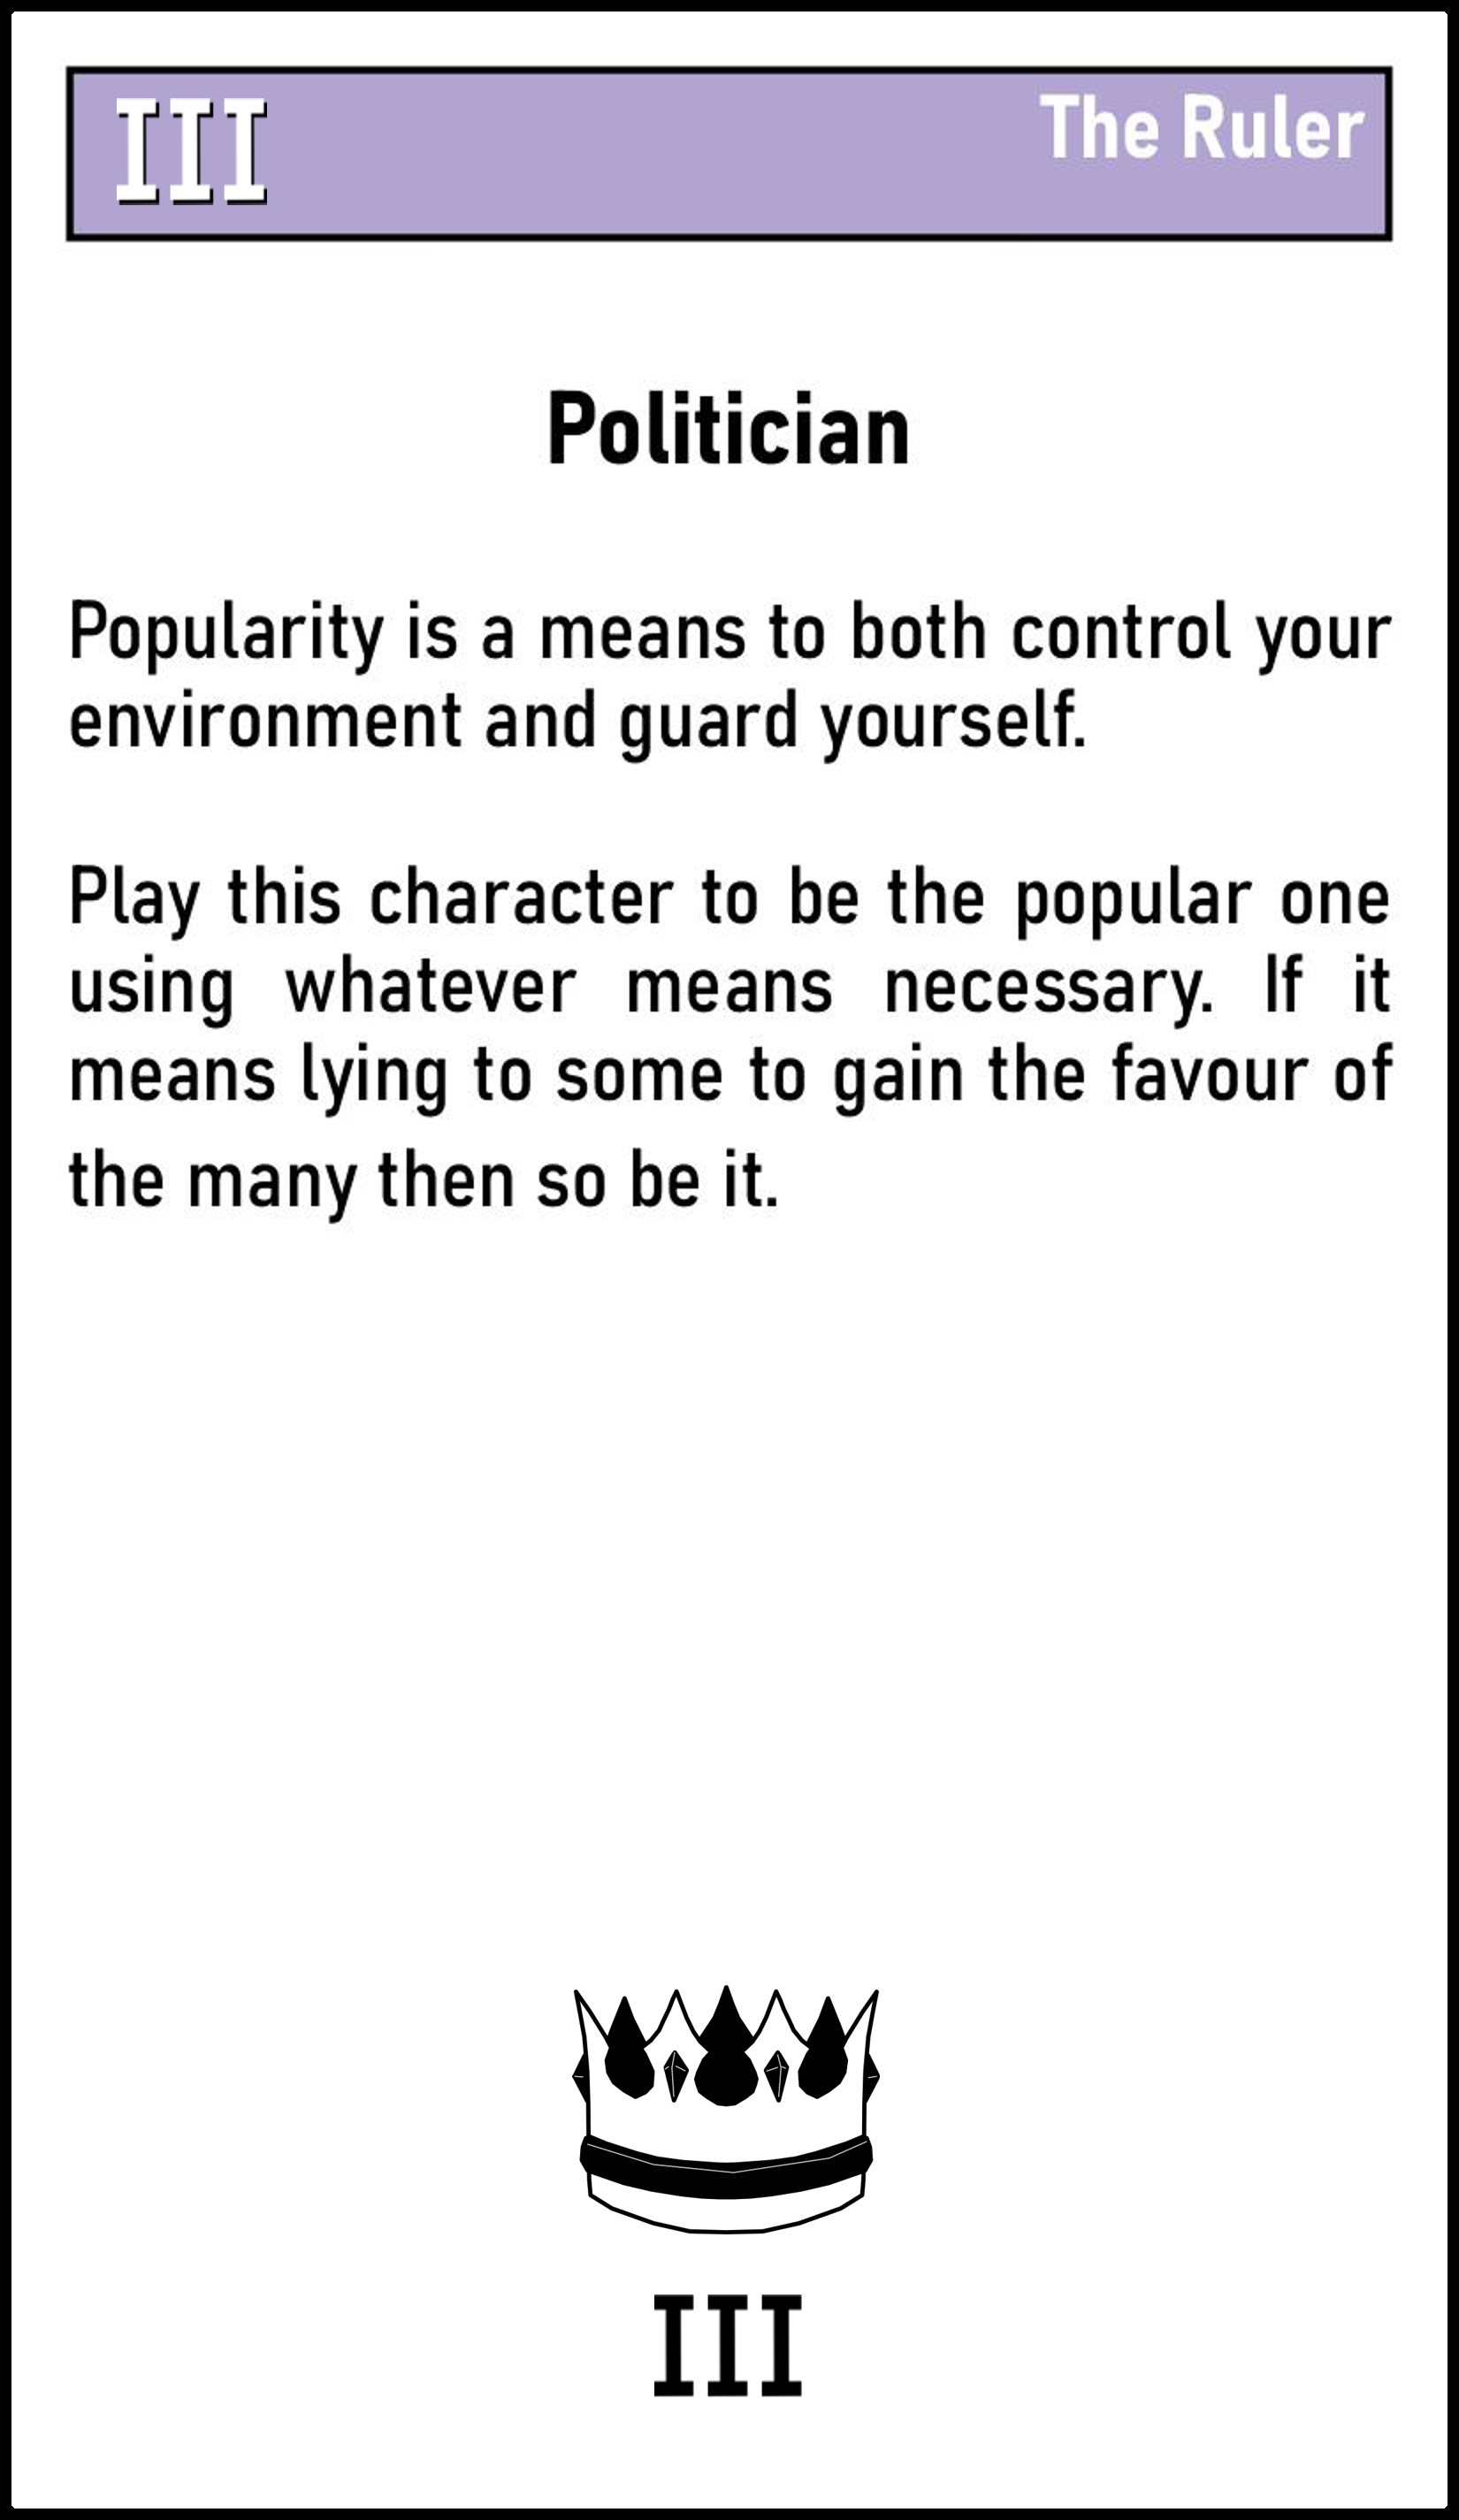 III
The Ruler
Politician
Popularity is a means to both control your
environment and guard yourself.
Play this character to be the popular one
using whatever means necessary. If it
means lying to some to gain the favour of
the many then so be it.
III